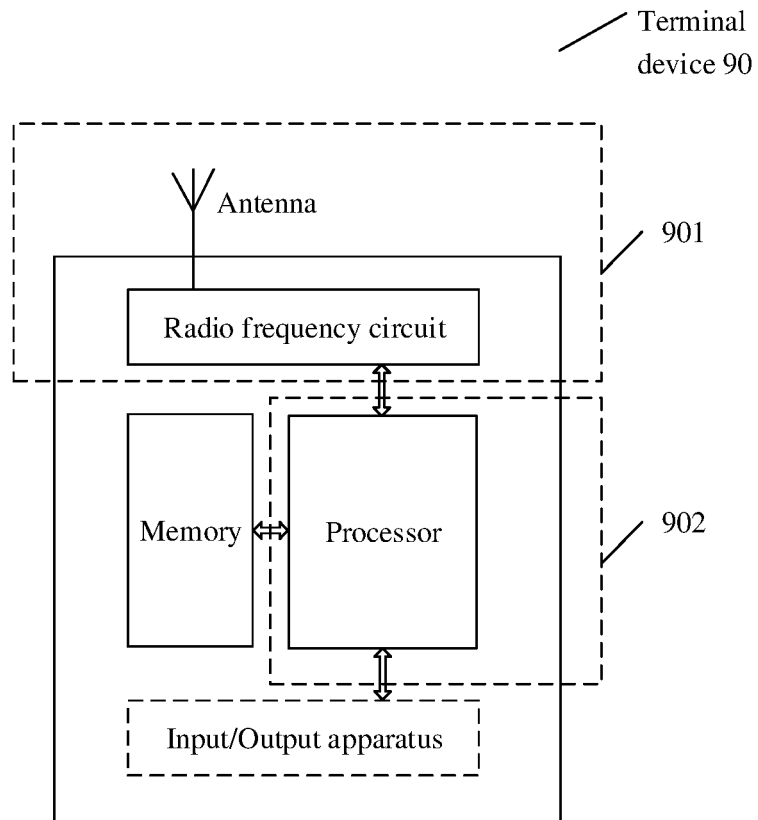 Terminal
device 90
Antenna
901
Radio frequency circuit
Memory
Processor
902
Input/Output apparatus